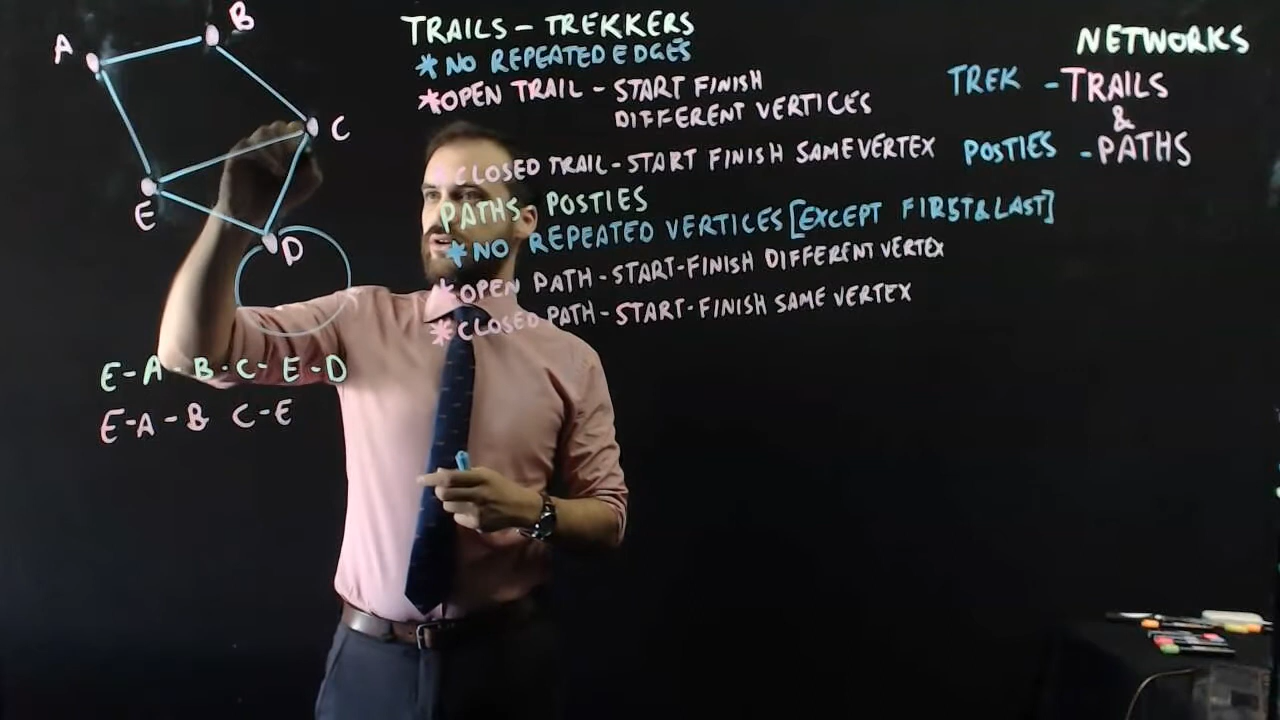 A
B
C
E
D
E-A-B-C-E-D
E-A-B C-E
TRAILS - TREKKERS
*NO REPEATED EDGES
*OPEN TRAIL - START FINISH
DIFFERENT VERTICES
CLOSED TRAIL - START FINISH SAME VERTEX
PATHS - POSTIES
*NO REPEATED VERTICES [EXCEPT FIRST & LAST]
*OPEN PATH - START-FINISH DIFFERENT VERTEX
*CLOSED PATH - START-FINISH SAME VERTEX
NETWORKS
TREK - TRAILS
&
POSTIES - PATHS